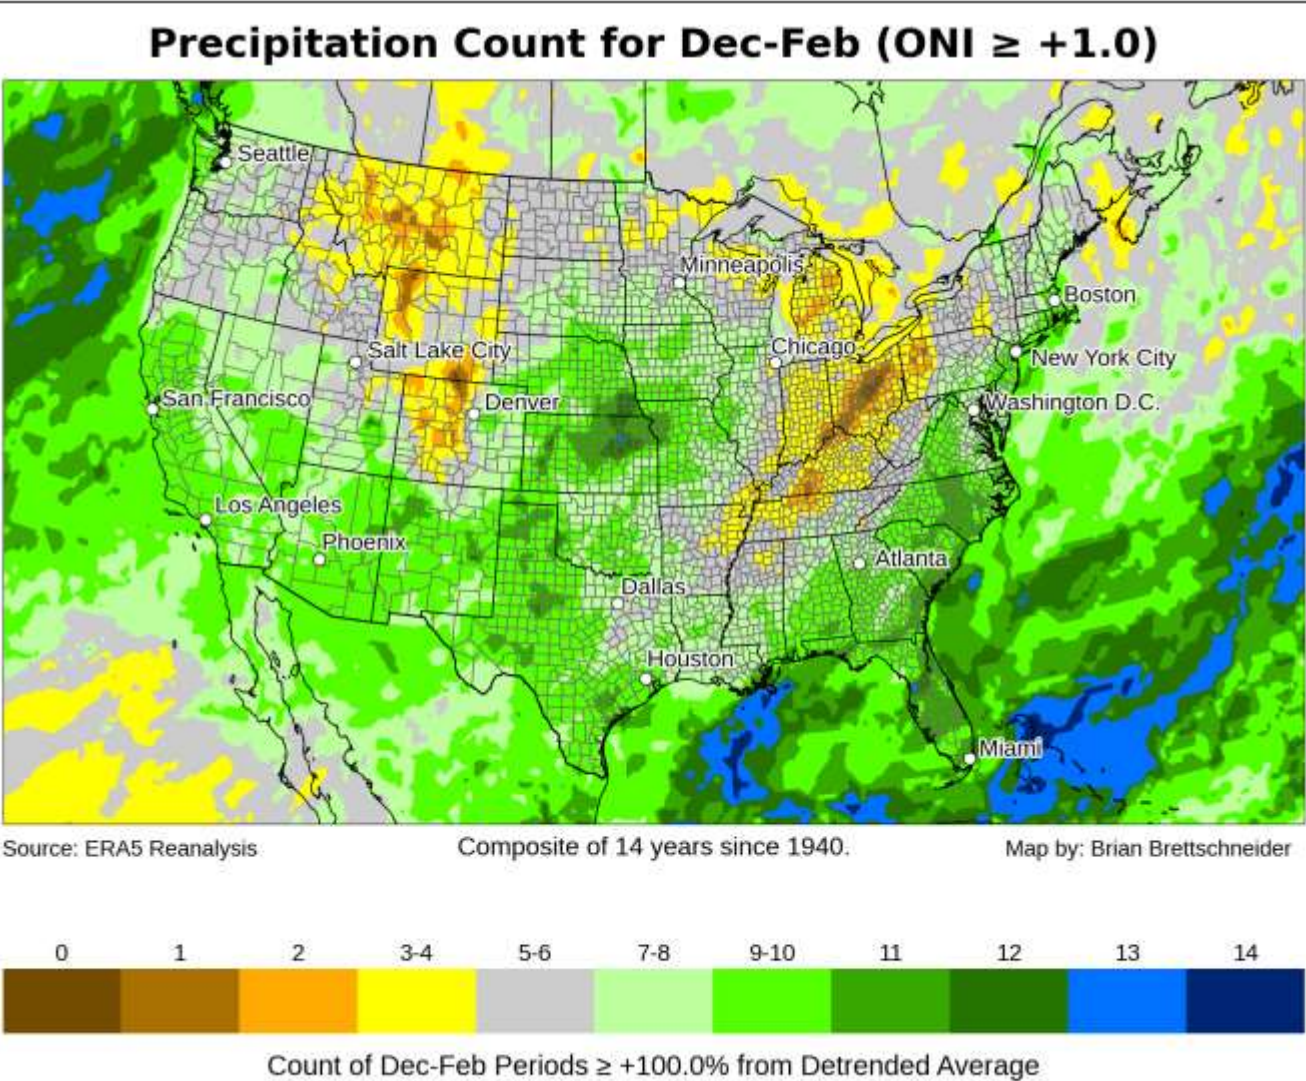 Precipitation Count for Dec-Feb (ONI ≥ +1.0)
Seattle
Minneapolis
Boston
Salt Lake City
Chicago
New York City
San Francisco
Denver
Washington D.C.
Los Angeles
Phoenix
Atlanta
Dallas
Houston
Miami
Source: ERA5 Reanalysis
Composite of 14 years since 1940.
Map by: Brian Brettschneider
0 1 2 3-4 5-6 7-8 9-10 11 12 13 14
Count of Dec-Feb Periods ≥ +100.0% from Detrended Average